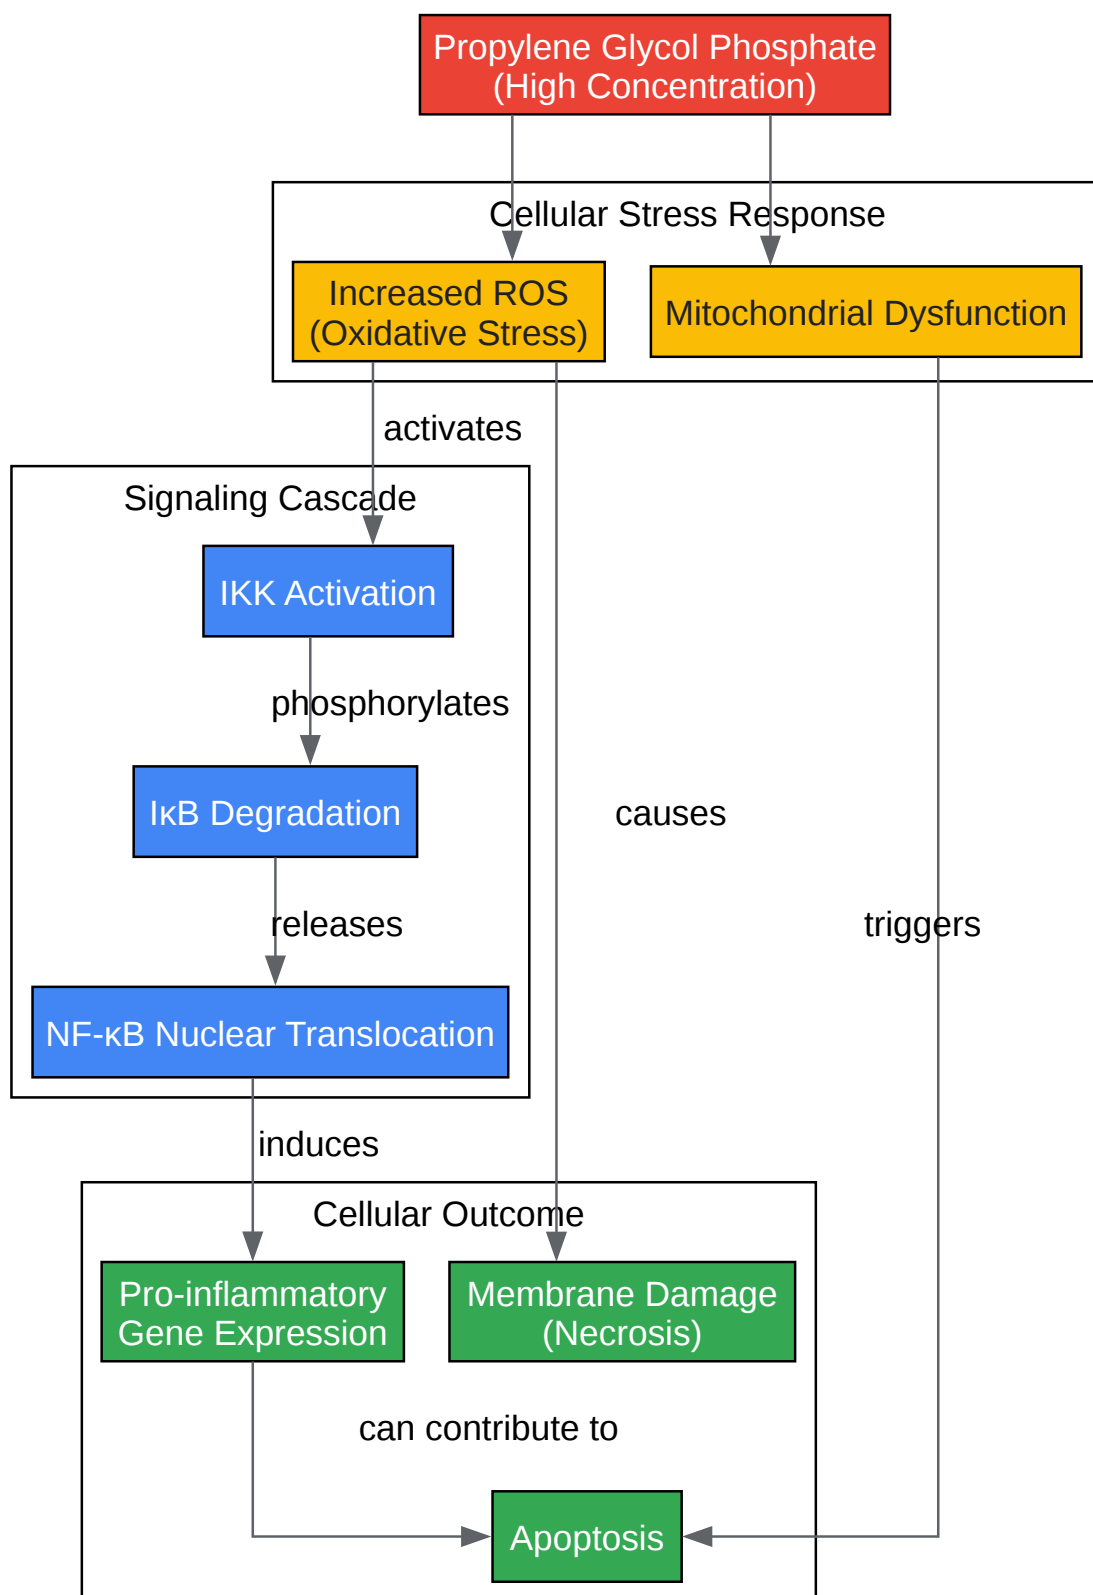 Propylene Glycol Phosphate
(High Concentration)
Cellular Stress Response
Increased ROS
(Oxidative Stress)
Mitochondrial Dysfunction
activates
Signaling Cascade
IKK Activation
phosphorylates
IκB Degradation
causes
releases
triggers
NF-κB Nuclear Translocation
induces
Cellular Outcome
Pro-inflammatory
Gene Expression
Membrane Damage
(Necrosis)
can contribute to
Apoptosis